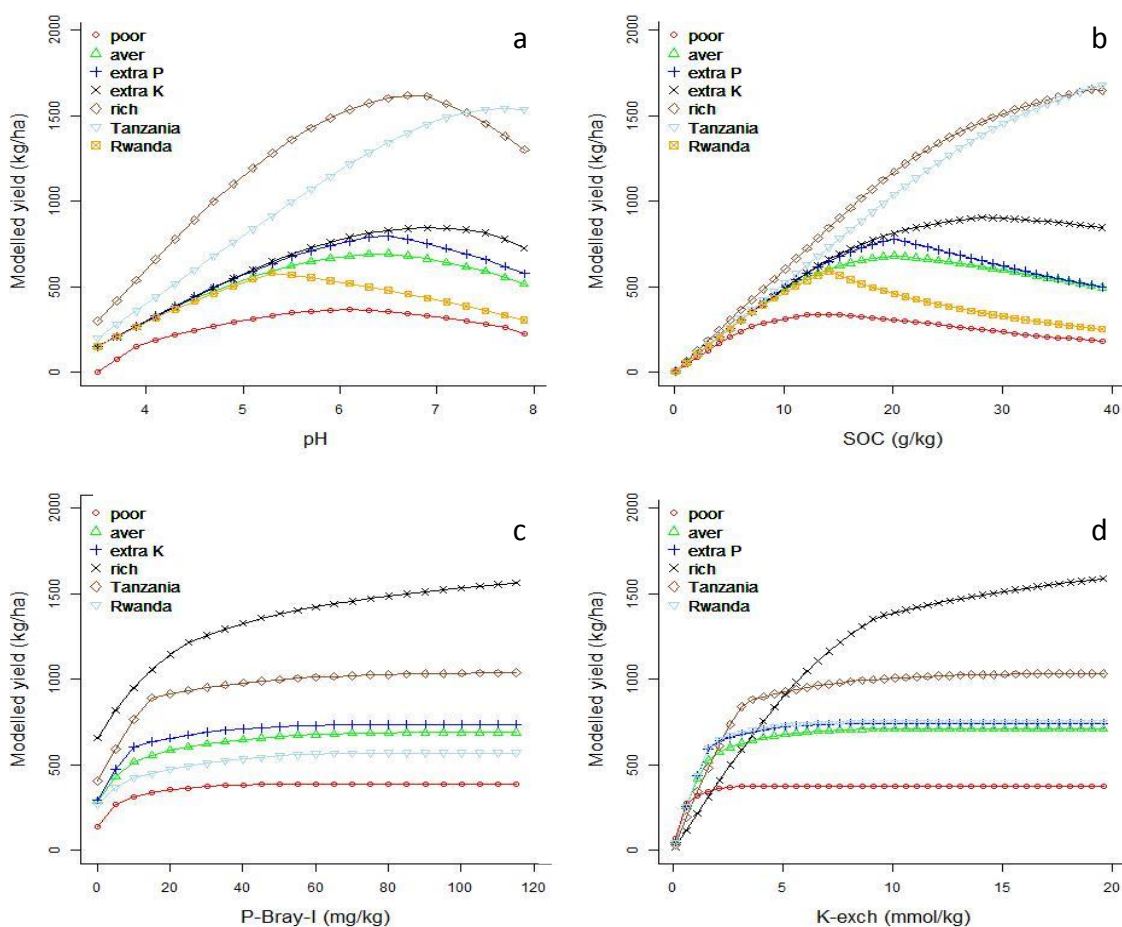 a
2000
1500
1000
500
0
Modelled yield (kg/ha)
poor
aver
extra P
extra K
rich
Tanzania
Rwanda
4 5 6 7 8
pH
b
2000
1500
1000
500
0
Modelled yield (kg/ha)
poor
aver
extra P
extra K
rich
Tanzania
Rwanda
0 10 20 30 40
SOC (g/kg)
c
2000
1500
1000
500
0
Modelled yield (kg/ha)
poor
aver
extra K
rich
Tanzania
Rwanda
0 20 40 60 80 100 120
P-Bray-I (mg/kg)
d
2000
1500
1000
500
0
Modelled yield (kg/ha)
poor
aver
extra P
rich
Tanzania
Rwanda
0 5 10 15 20
K-exch (mmol/kg)